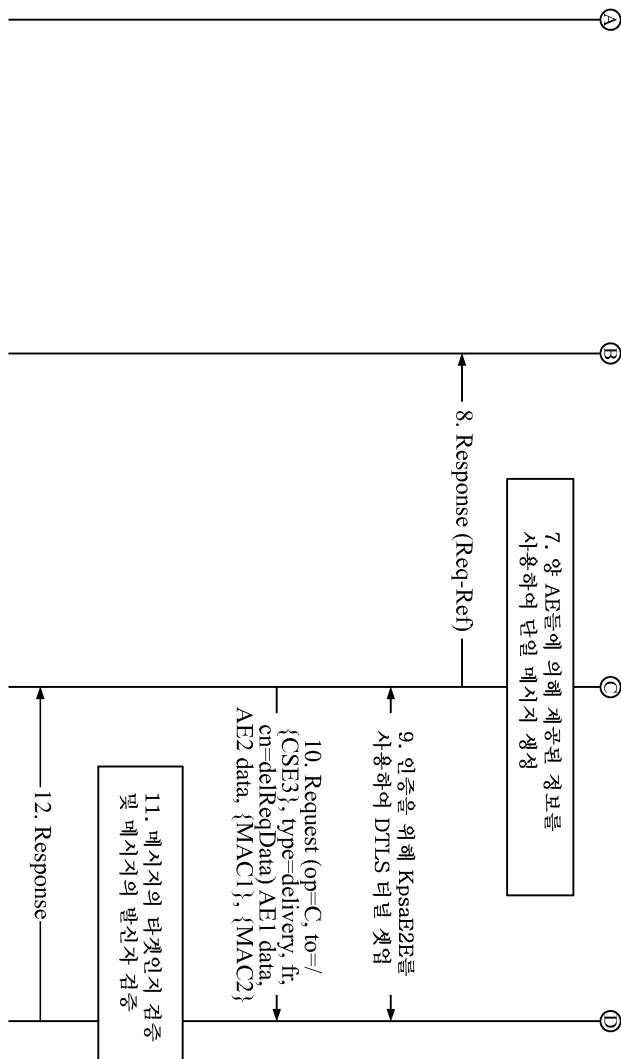 Ⓐ
Ⓑ
Ⓒ
Ⓓ
7. 양 AE들에 의해 제공된 정보를
사용하여 단일 메시지 생성
8. Response (Req-Ref)
9. 인증을 위해 KpsaE2E를
사용하여 DTLS 터널 셋업
10. Request (op=C, to=/
{CSE3}, type=delivery, fr,
cn=delReqData) AE1 data,
AE2 data, {MAC1}, {MAC2}
11. 메시지의 타겟인지 검증
및 메시지의 발신자 검증
12. Response